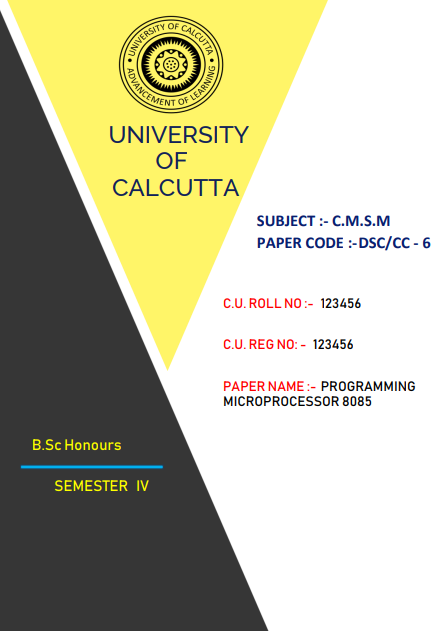 UNIVERSITY OF CALCUTTA
ADVANCEMENT OF LEARNING
UNIVERSITY
OF
CALCUTTA
SUBJECT :- C.M.S.M
PAPER CODE :-DSC/CC - 6
C.U. ROLL NO :- 123456
C.U. REG NO: - 123456
PAPER NAME :- PROGRAMMING
MICROPROCESSOR 8085
B.Sc Honours
SEMESTER IV